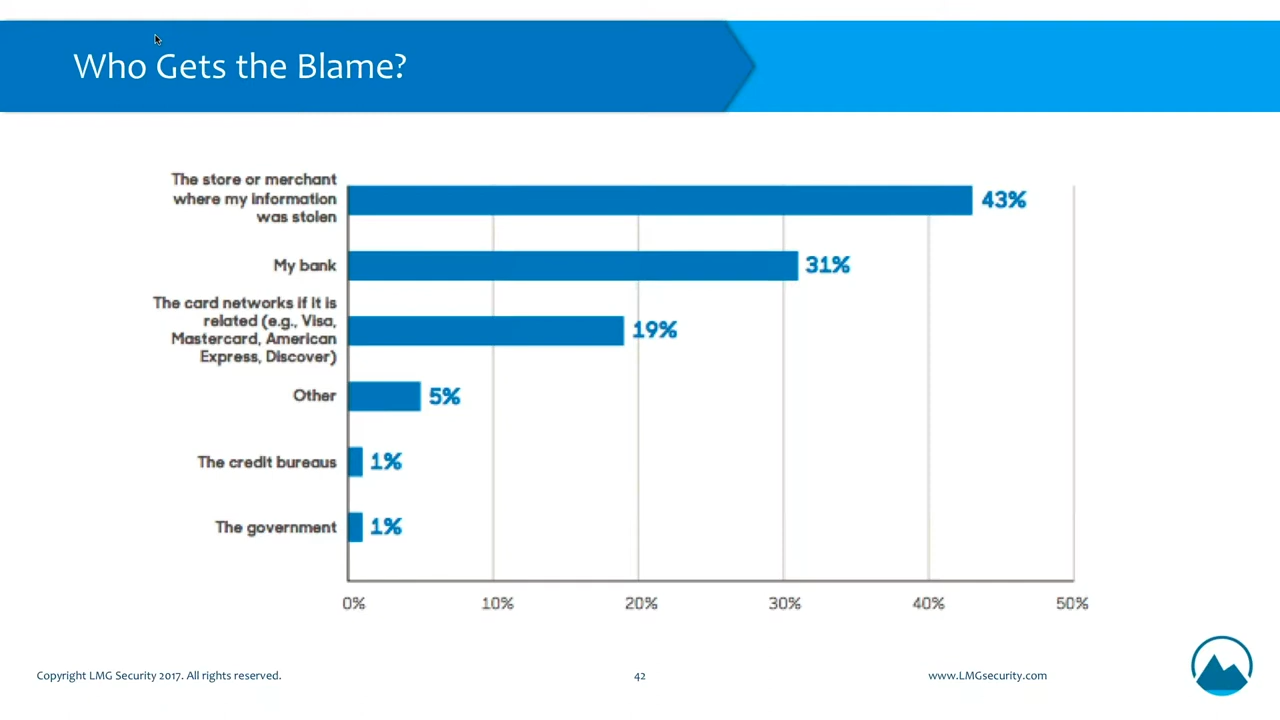 Who Gets the Blame?
The store or merchant
where my information
was stolen
43%
My bank
31%
The card networks if it is
related (e.g., Visa,
Mastercard, American
Express, Discover)
19%
Other
5%
The credit bureaus
1%
The government
1%
0%
10%
20%
30%
40%
50%
Copyright LMG Security 2017. All rights reserved.
42
www.LMGsecurity.com